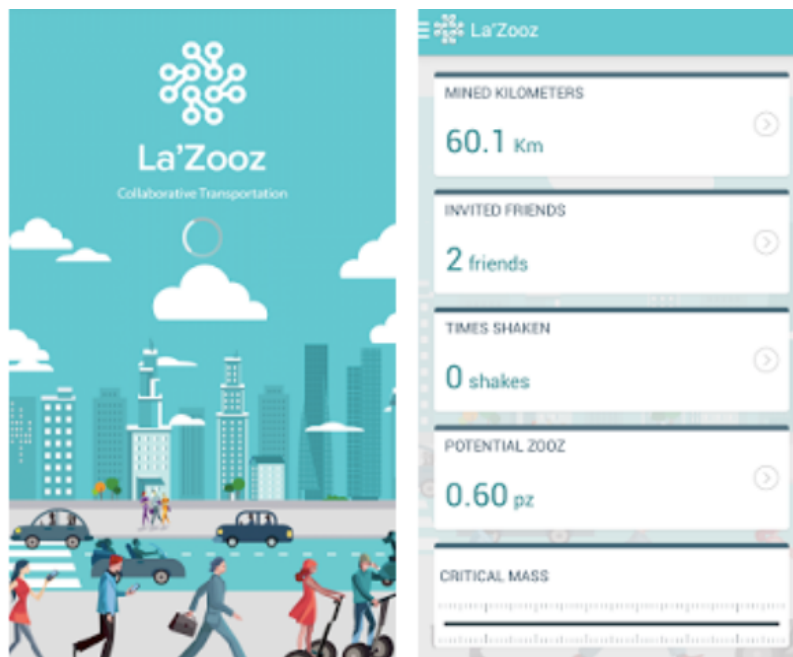 La'Zooz
Collaborative Transportation
La'Zooz
MINED KILOMETERS
60.1 Km
INVITED FRIENDS
2 friends
TIMES SHAKEN
0 shakes
POTENTIAL ZOOZ
0.60 pz
CRITICAL MASS